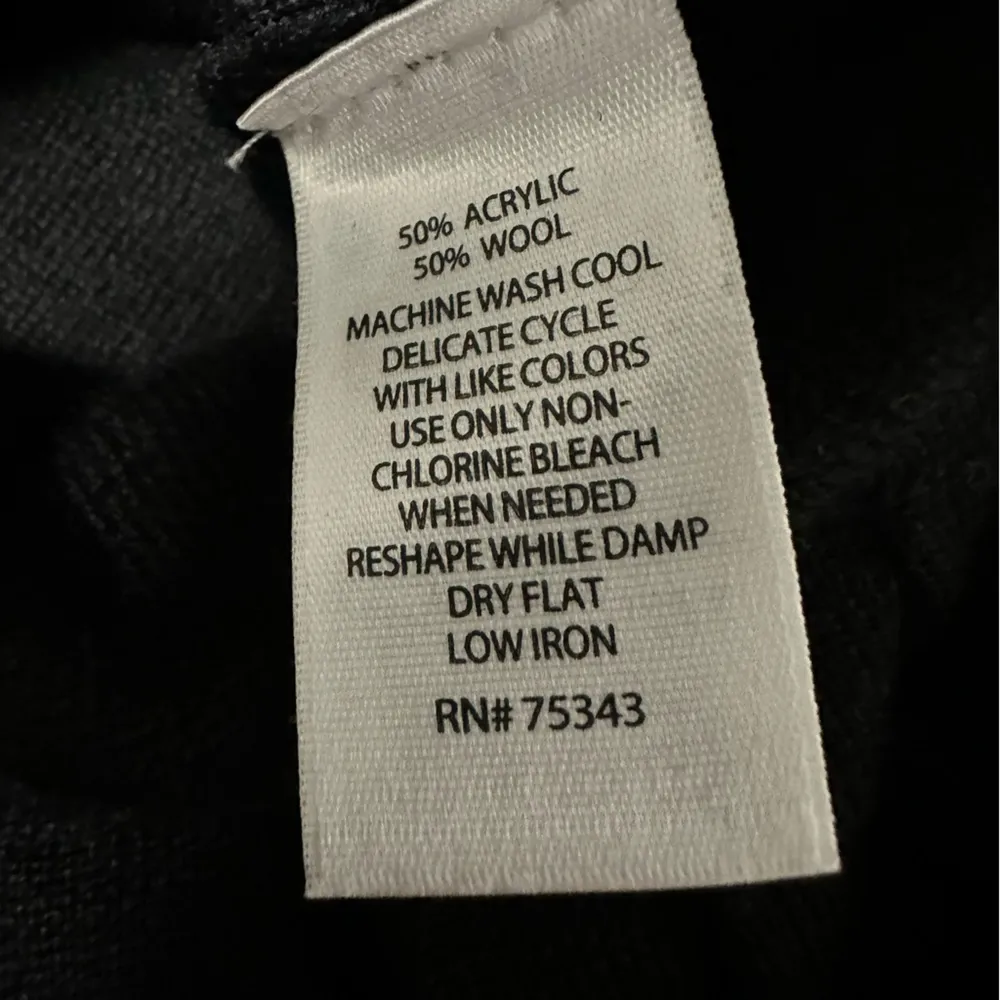 50% ACRYLIC
50% WOOL
MACHINE WASH COOL
DELICATE CYCLE
WITH LIKE COLORS
USE ONLY NON-
CHLORINE BLEACH
WHEN NEEDED
RESHAPE WHILE DAMP
DRY FLAT
LOW IRON
RN# 75343